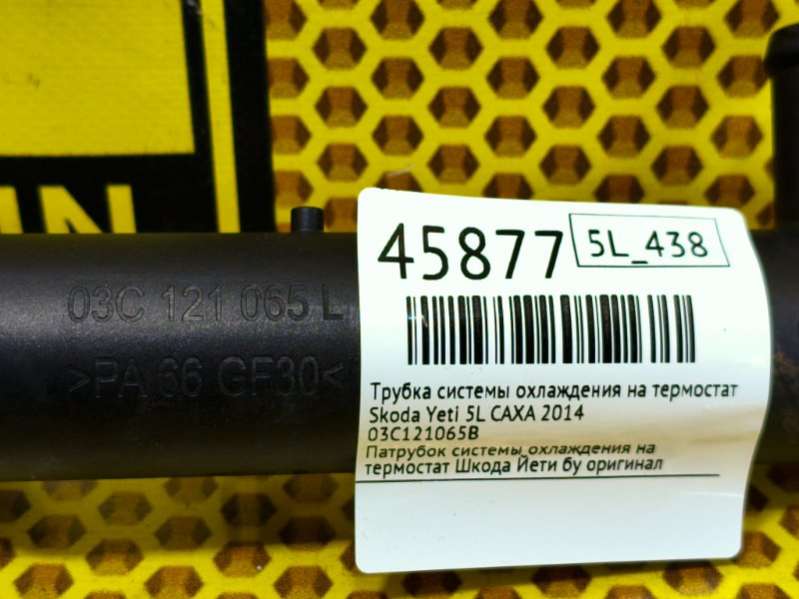 IN
03C 121 065 L
>PA 66 GF30<
45877
5L_438
Трубка системы охлаждения на термостат
Skoda Yeti 5L CAXA 2014
03C121065B
Патрубок системы охлаждения на
термостат Шкода Йети бу оригинал